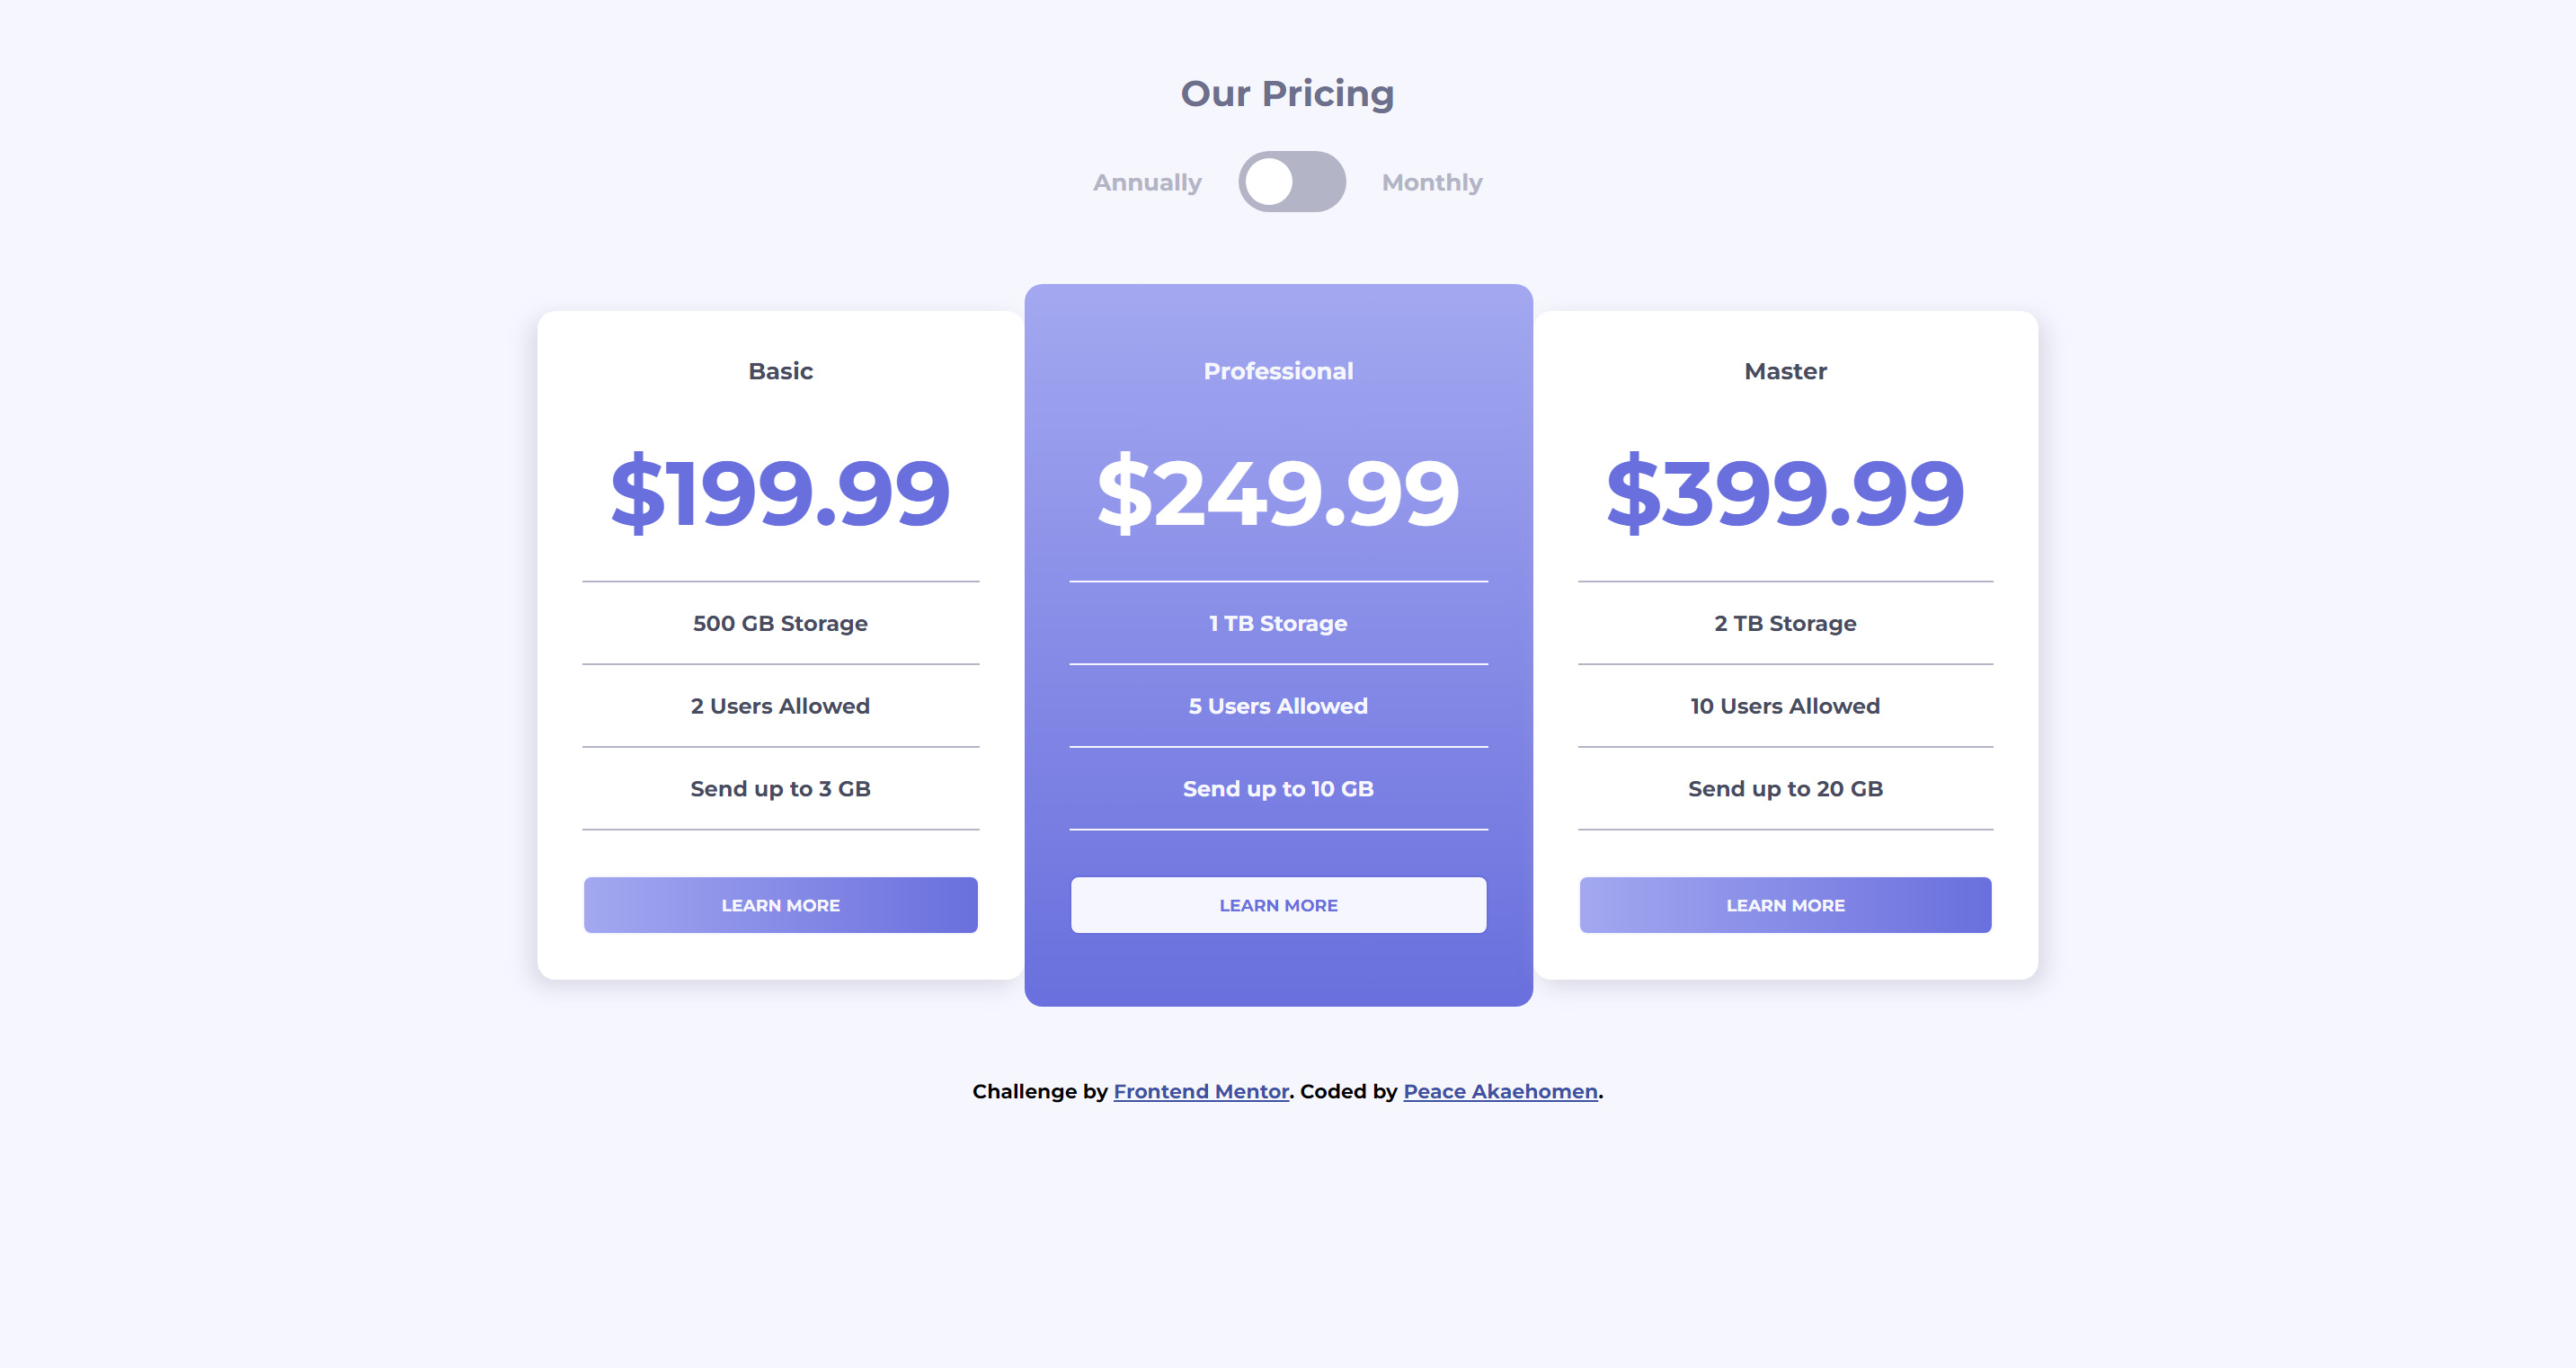 Our Pricing
Annually
Monthly
Basic
$199.99
500 GB Storage
2 Users Allowed
Send up to 3 GB
LEARN MORE
Professional
$249.99
1 TB Storage
5 Users Allowed
Send up to 10 GB
LEARN MORE
Master
$399.99
2 TB Storage
10 Users Allowed
Send up to 20 GB
LEARN MORE
Challenge by Frontend Mentor. Coded by Peace Akaehomen.